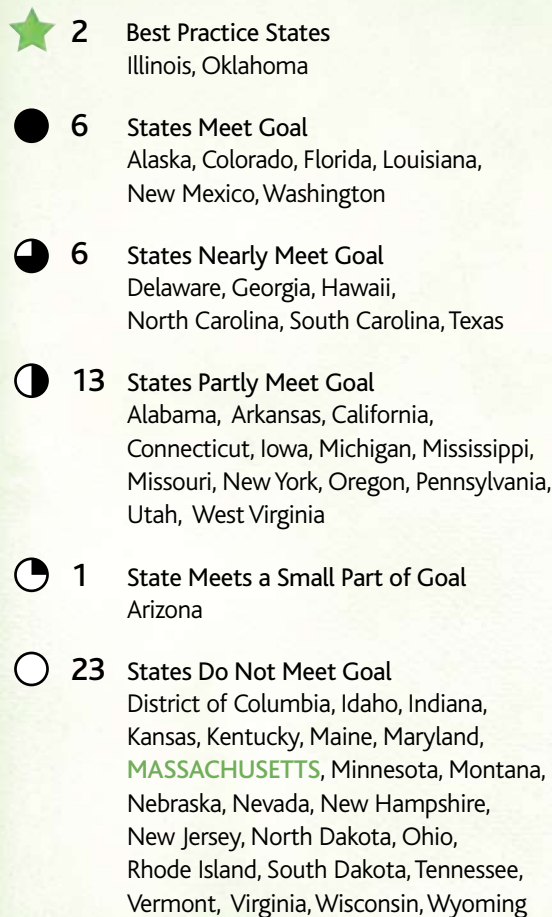 2 Best Practice States
Illinois, Oklahoma
6 States Meet Goal
Alaska, Colorado, Florida, Louisiana,
New Mexico, Washington
6 States Nearly Meet Goal
Delaware, Georgia, Hawaii,
North Carolina, South Carolina, Texas
13 States Partly Meet Goal
Alabama, Arkansas, California,
Connecticut, Iowa, Michigan, Mississippi,
Missouri, New York, Oregon, Pennsylvania,
Utah, West Virginia
1 State Meets a Small Part of Goal
Arizona
23 States Do Not Meet Goal
District of Columbia, Idaho, Indiana,
Kansas, Kentucky, Maine, Maryland,
MASSACHUSETTS, Minnesota, Montana,
Nebraska, Nevada, New Hampshire,
New Jersey, North Dakota, Ohio,
Rhode Island, South Dakota, Tennessee,
Vermont, Virginia, Wisconsin, Wyoming